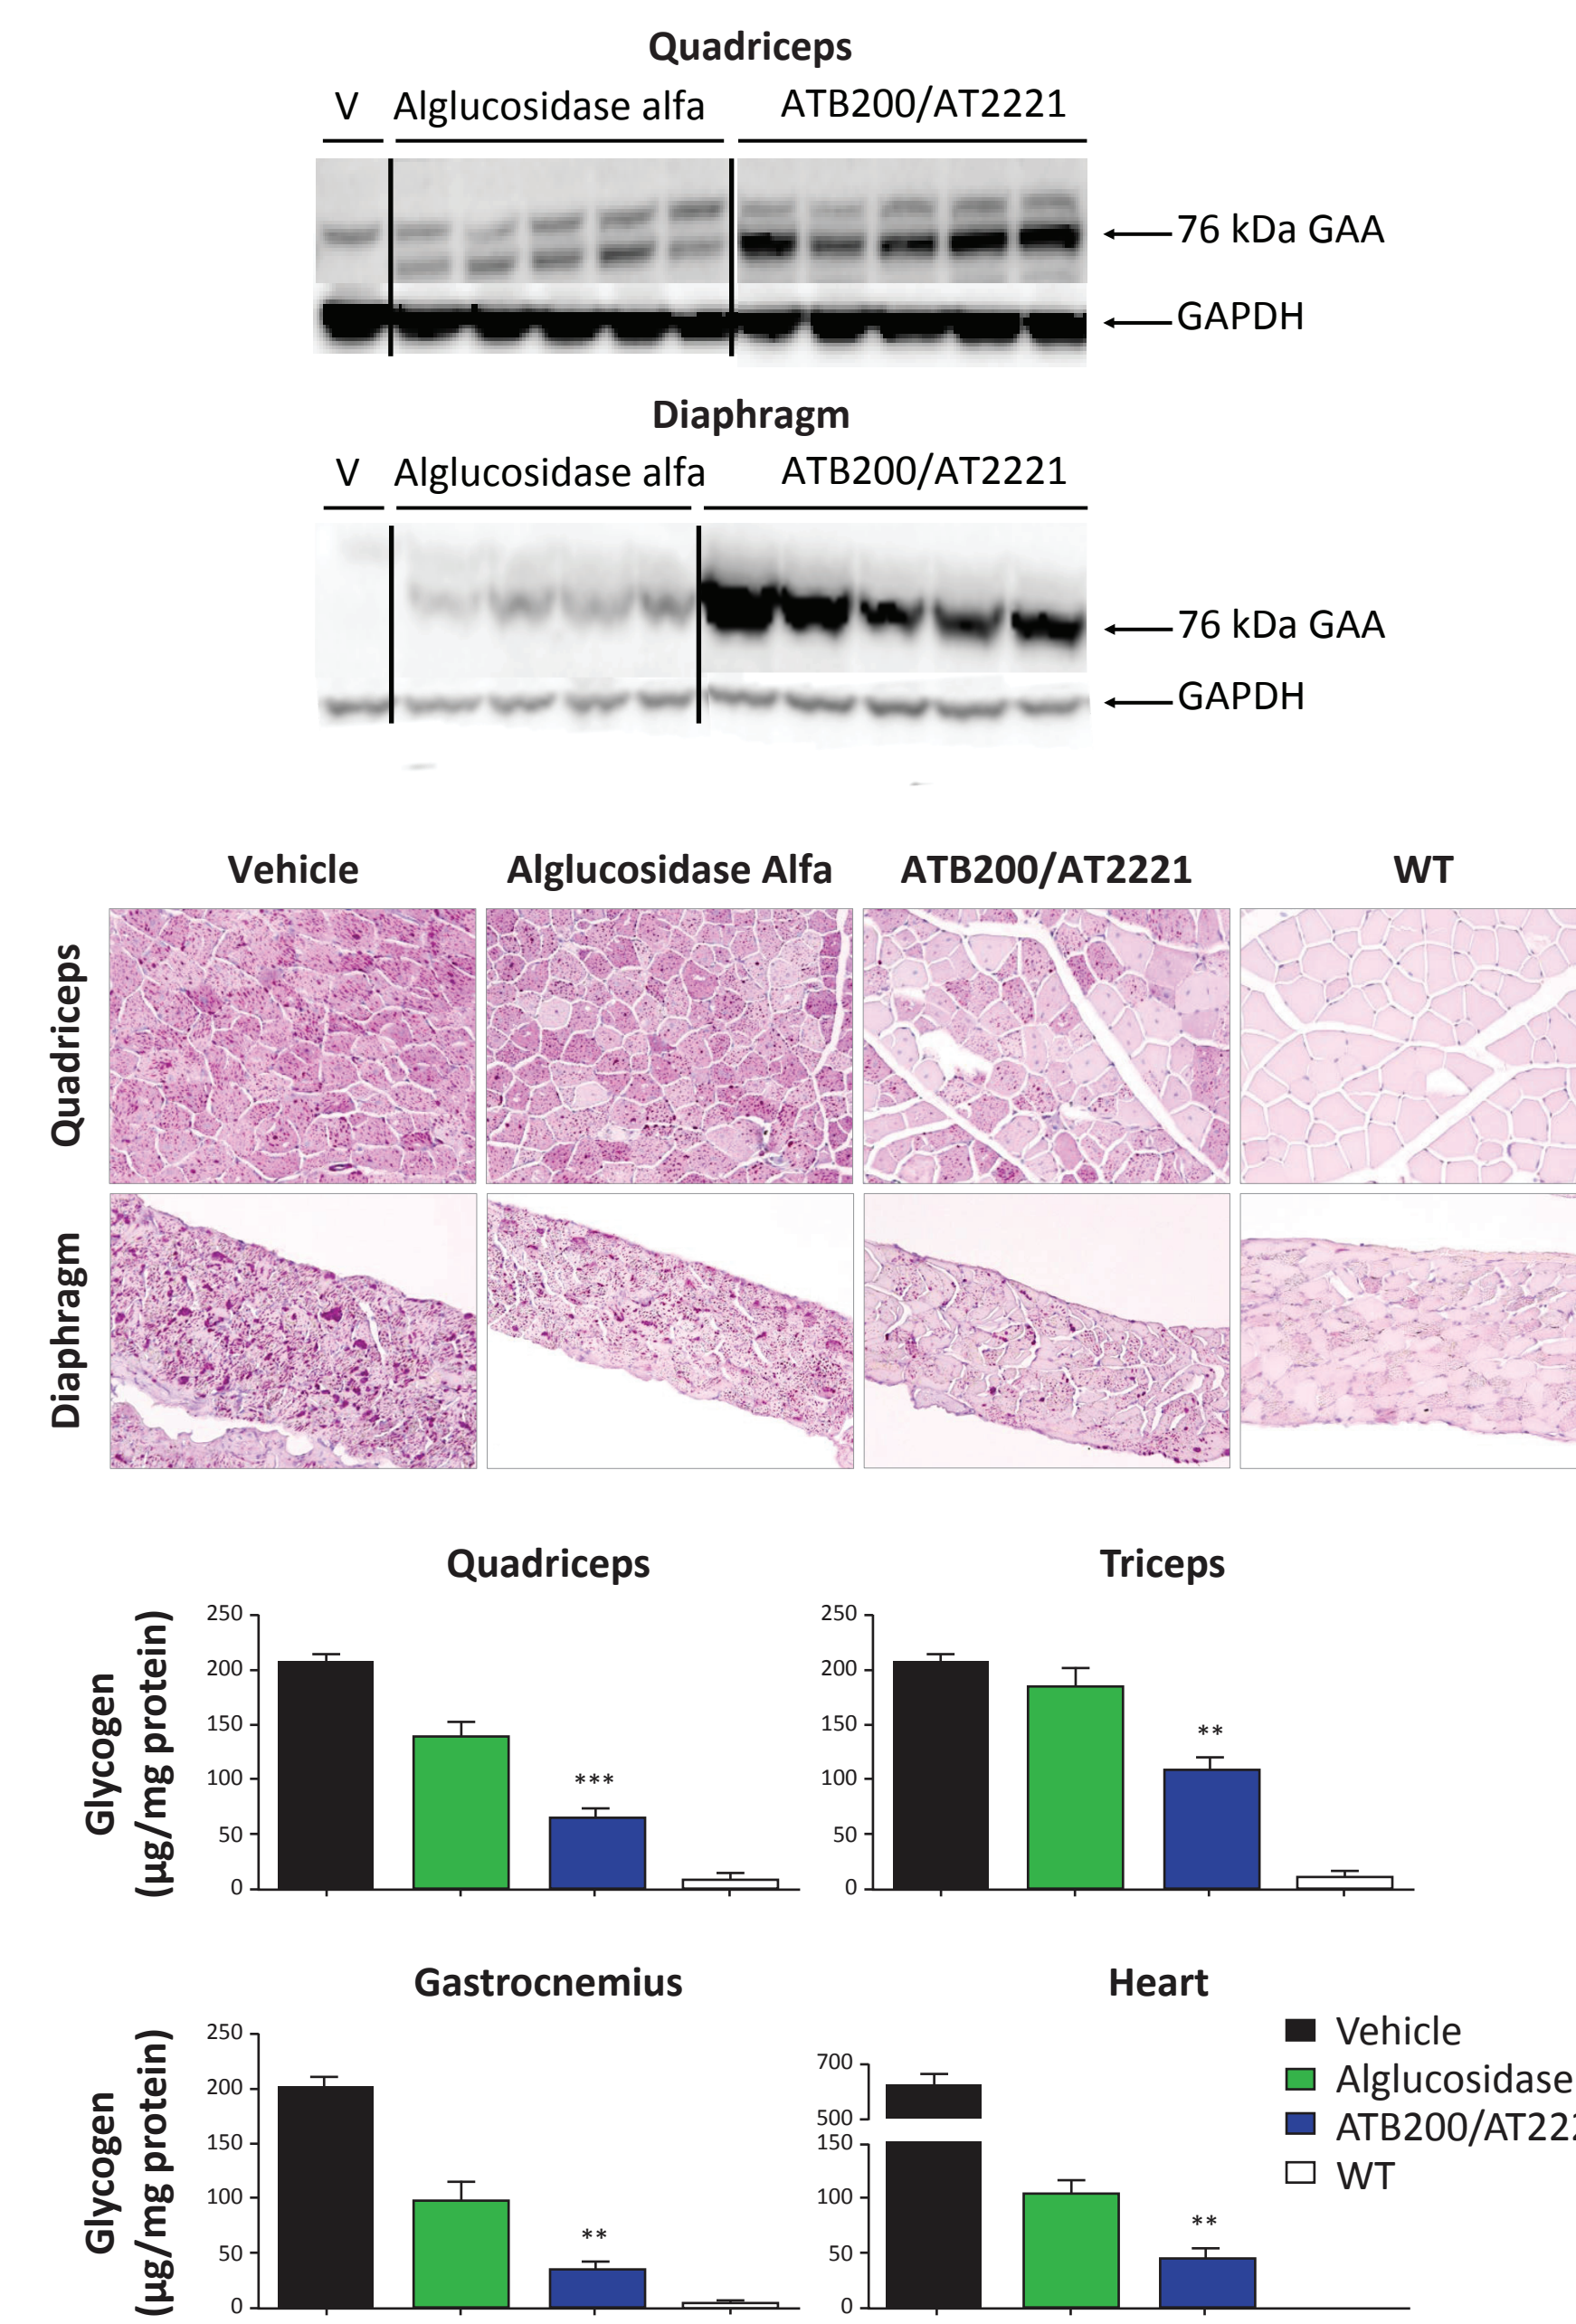 Quadriceps
V Alglucosidase alfa ATB200/AT2221
76 kDa GAA
GAPDH
Diaphragm
V Alglucosidase alfa ATB200/AT2221
76 kDa GAA
GAPDH
Vehicle Alglucosidase Alfa ATB200/AT2221 WT
Quadriceps
Diaphragm
Quadriceps
Glycogen
(µg/mg protein)
250
200
150
100
50
0
***
Triceps
250
200
150
100
50
0
**
Gastrocnemius
Glycogen
(µg/mg protein)
250
200
150
100
50
0
**
Heart
700
500
150
100
50
0
**
Vehicle
Alglucosidase
ATB200/AT222
WT